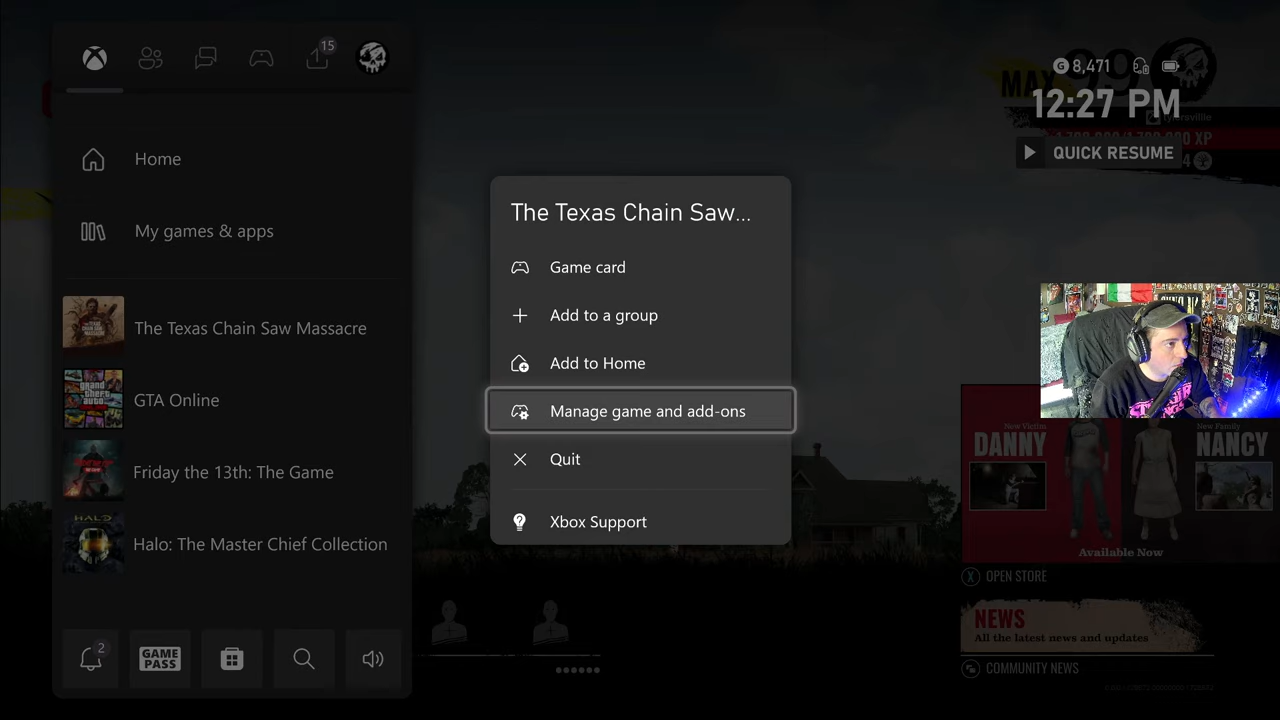 15
Home
My games & apps
The Texas Chain Saw Massacre
GTA Online
Friday the 13th: The Game
HALO
Halo: The Master Chief Collection
2
GAME
PASS
The Texas Chain Saw...
Game card
Add to a group
Add to Home
Manage game and add-ons
Quit
Xbox Support
G 8,471
MAX 99
12:27 PM
QUICK RESUME
New Victim
DANNY
New Family
NANCY
Available Now
X OPEN STORE
NEWS
All the latest news and updates
COMMUNITY NEWS